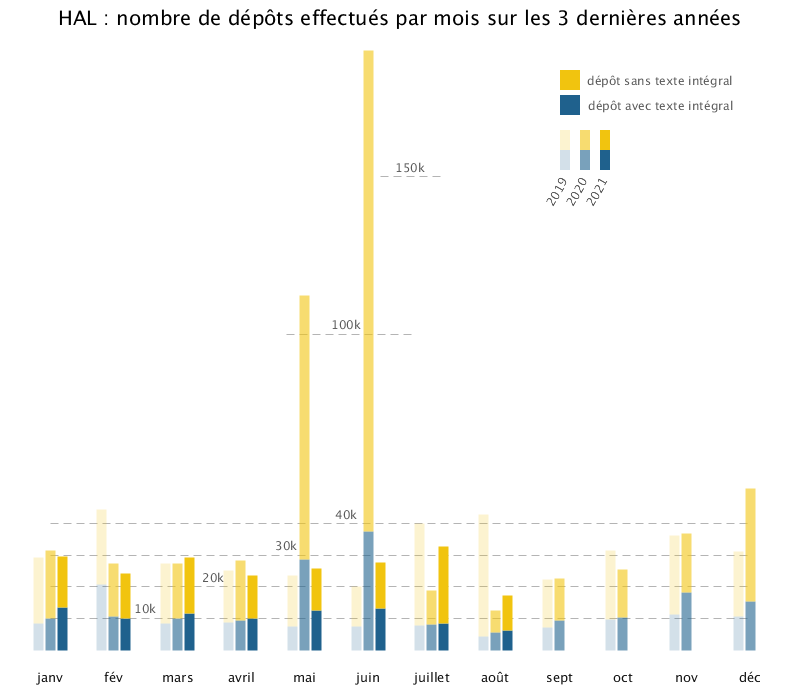 HAL : nombre de dépôts effectués par mois sur les 3 dernières années
dépôt sans texte intégral
dépôt avec texte intégral
2019 2020 2021
150k
100k
40k
30k
20k
10k
janv fév mars avril mai juin juillet août sept oct nov déc